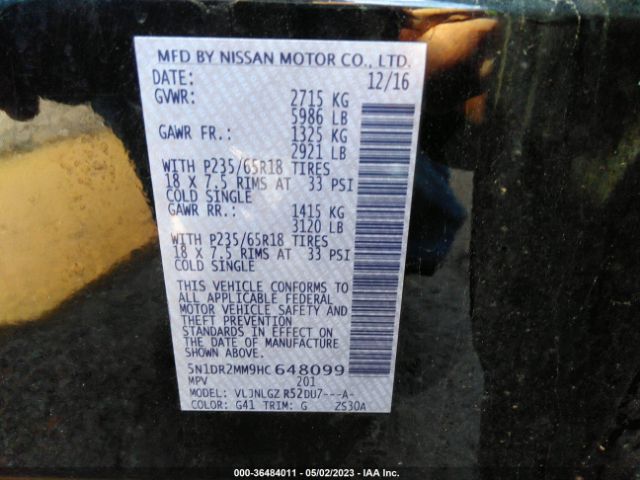 MFD BY NISSAN MOTOR CO., LTD.
DATE: 12/16
GVWR: 2715 KG
5986 LB
GAWR FR.: 1325 KG
2921 LB
WITH P235/65R18 TIRES
18 X 7.5 RIMS AT 33 PSI
COLD SINGLE
GAWR RR.: 1415 KG
3120 LB
WITH P235/65R18 TIRES
18 X 7.5 RIMS AT 33 PSI
COLD SINGLE
THIS VEHICLE CONFORMS TO
ALL APPLICABLE FEDERAL
MOTOR VEHICLE SAFETY AND
THEFT PREVENTION
STANDARDS IN EFFECT ON
THE DATE OF MANUFACTURE
SHOWN ABOVE.
5N1DR2MM9HC648099
MPV 201
MODEL: VLJNLGZ R52DU7---A-
COLOR: G41 TRIM: G ZS30A
000-36484011 - 05/02/2023 - IAA Inc.